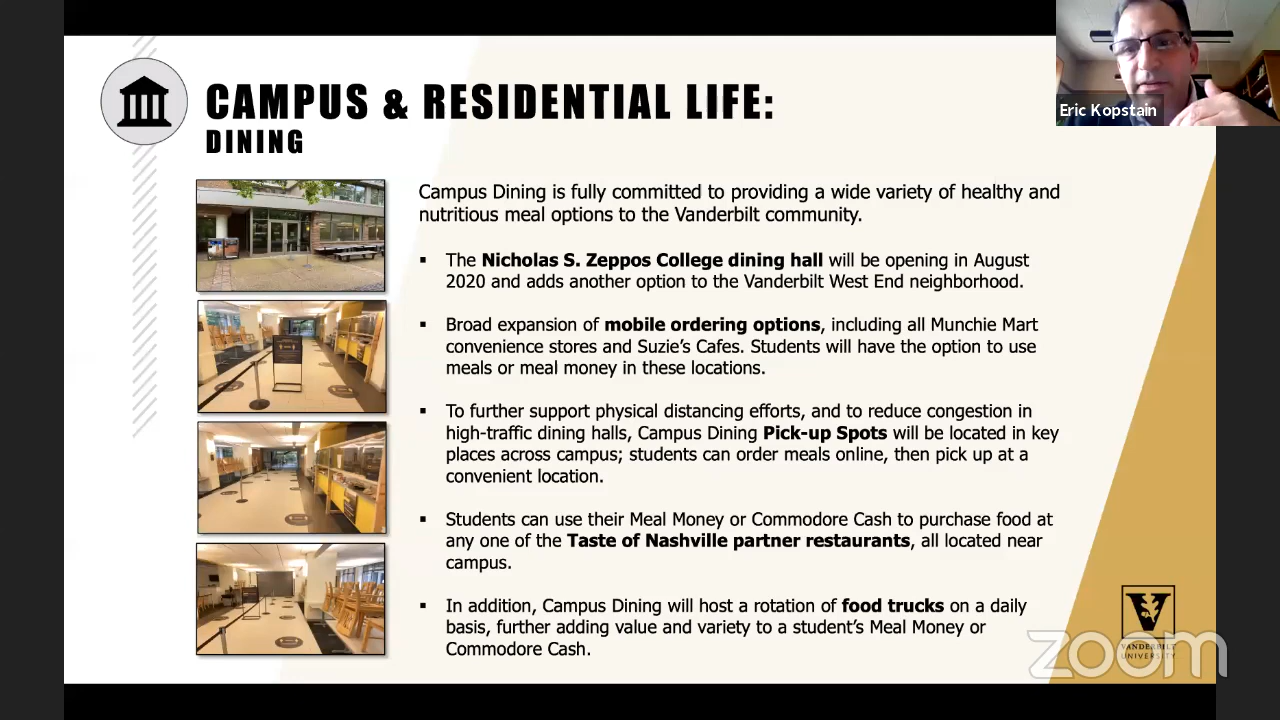 Eric Kopstain
CAMPUS & RESIDENTIAL LIFE:
DINING
Campus Dining is fully committed to providing a wide variety of healthy and
nutritious meal options to the Vanderbilt community.
▪ The Nicholas S. Zeppos College dining hall will be opening in August
2020 and adds another option to the Vanderbilt West End neighborhood.
▪ Broad expansion of mobile ordering options, including all Munchie Mart
convenience stores and Suzie's Cafes. Students will have the option to use
meals or meal money in these locations.
▪ To further support physical distancing efforts, and to reduce congestion in
high-traffic dining halls, Campus Dining Pick-up Spots will be located in key
places across campus; students can order meals online, then pick up at a
convenient location.
▪ Students can use their Meal Money or Commodore Cash to purchase food at
any one of the Taste of Nashville partner restaurants, all located near
campus.
▪ In addition, Campus Dining will host a rotation of food trucks on a daily
basis, further adding value and variety to a student's Meal Money or
Commodore Cash.
V
VANDERBILT
UNIVERSITY
zoom